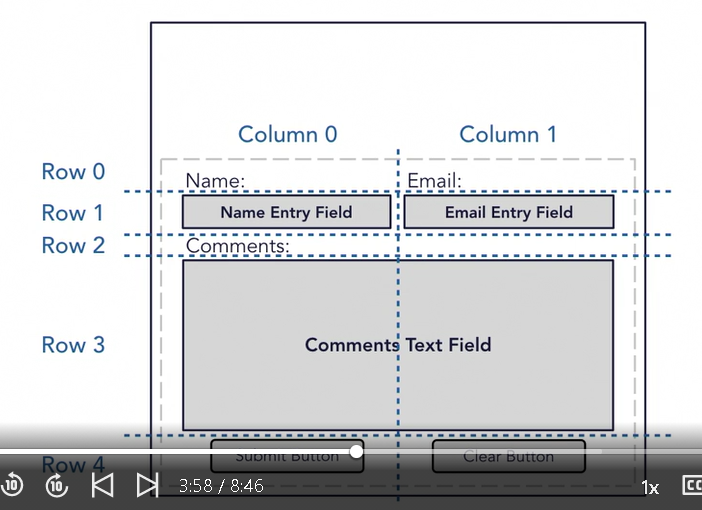 Column 0 Column 1
Row 0
Name: Email:
Row 1 Name Entry Field Email Entry Field
Row 2 Comments:
Row 3 Comments Text Field
Row 4 Submit Button Clear Button
10 10 3:58 / 8:46 1x CC